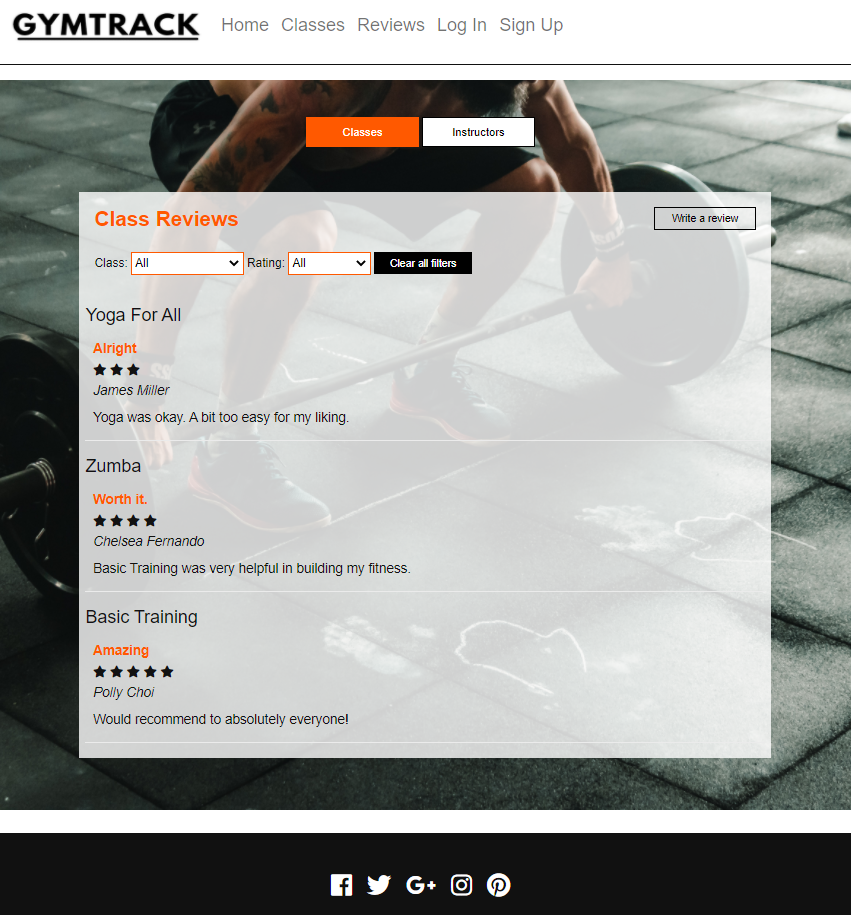 GYMTRACK Home Classes Reviews Log In Sign Up
Classes Instructors
Class Reviews Write a review
Class: All Rating: All Clear all filters
Yoga For All
Alright
James Miller
Yoga was okay. A bit too easy for my liking.
Zumba
Worth it.
Chelsea Fernando
Basic Training was very helpful in building my fitness.
Basic Training
Amazing
Polly Choi
Would recommend to absolutely everyone!